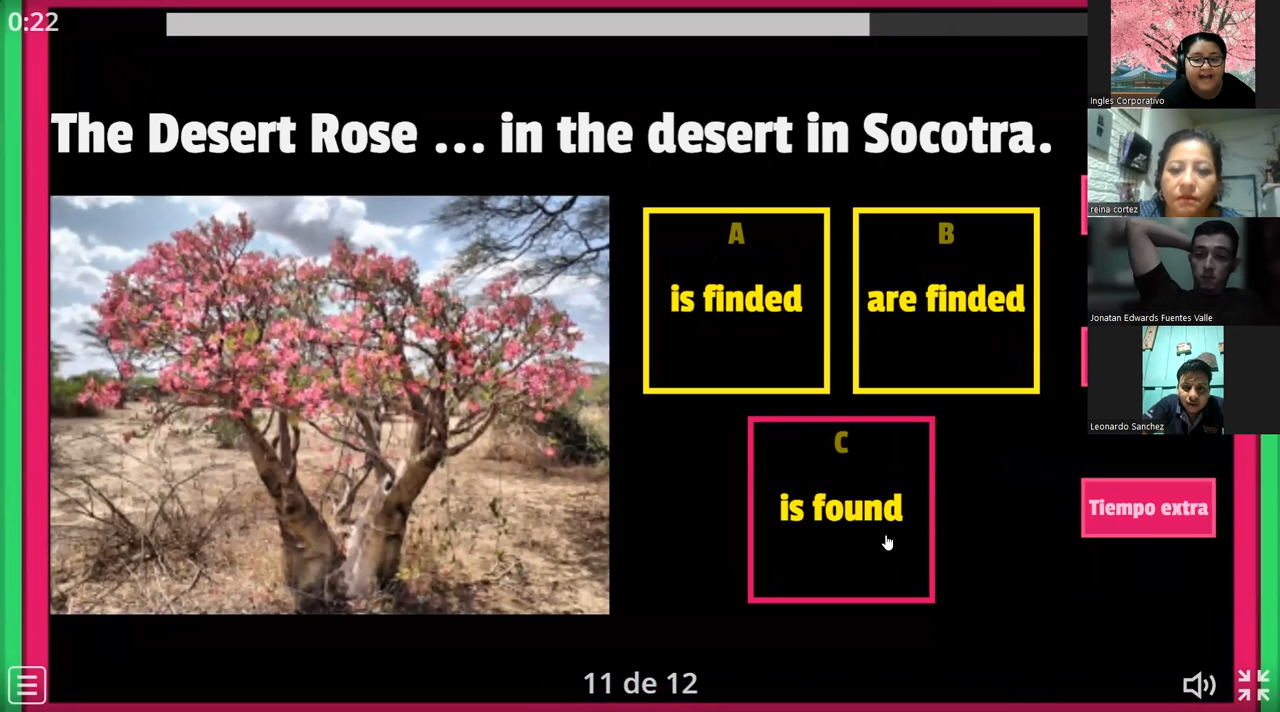 0:22
The Desert Rose ... in the desert in Socotra.
A
is finded
B
are finded
C
is found
Tiempo extra
11 de 12
Ingles Corporativo
reina cortez
Jonatan Edwards Fuentes Valle
Leonardo Sanchez